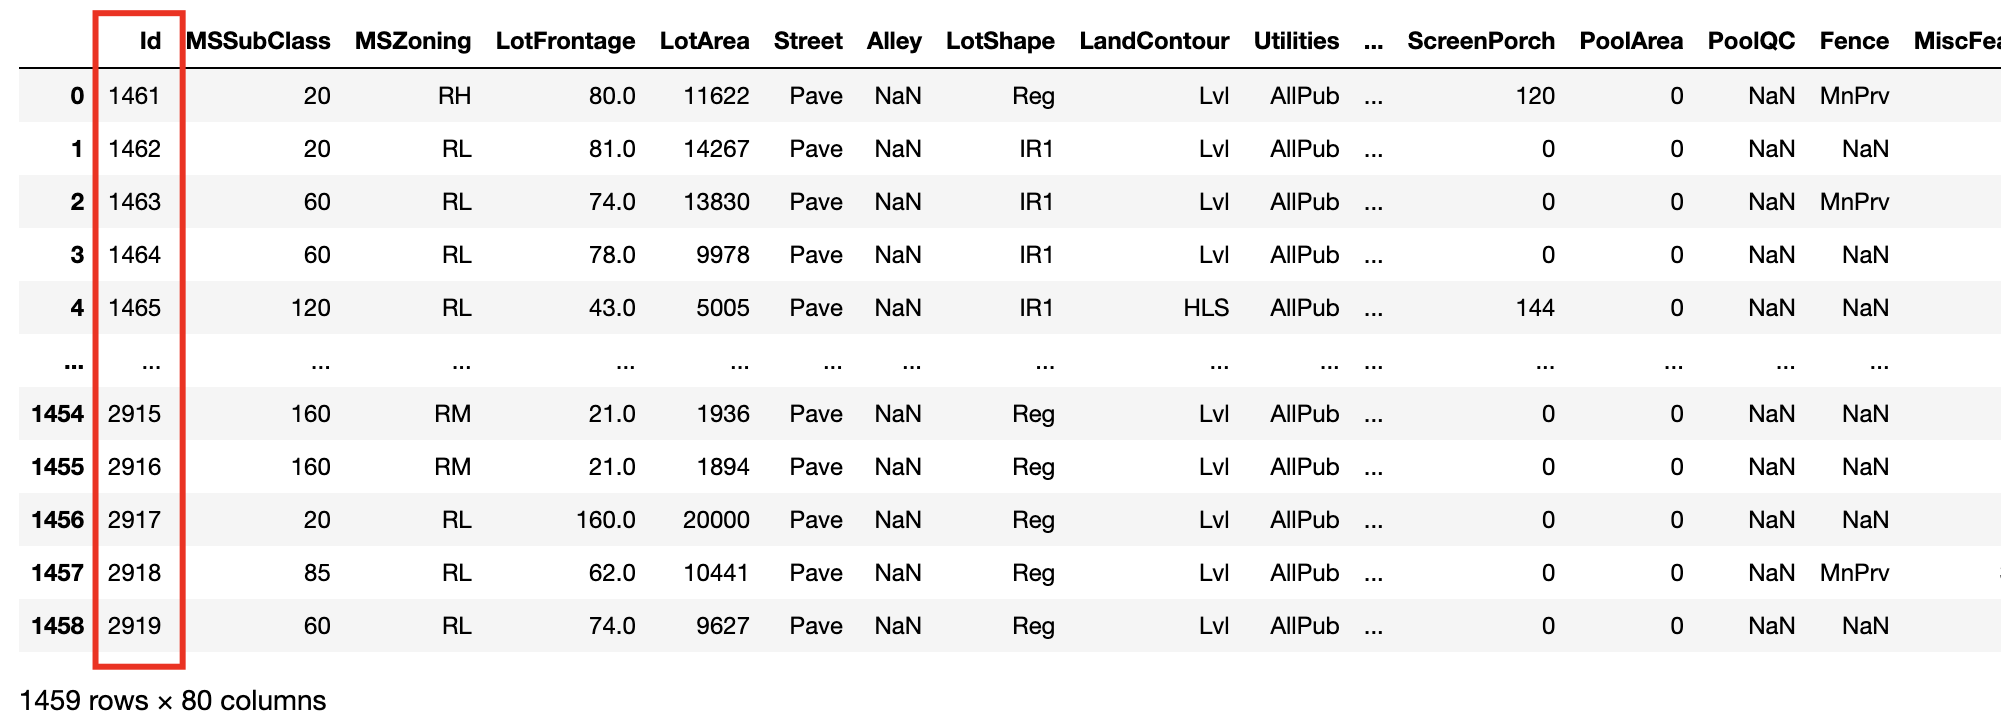 Id MSSubClass MSZoning LotFrontage LotArea Street Alley LotShape LandContour Utilities ... ScreenPorch PoolArea PoolQC Fence MiscFea
0 1461 20 RH 80.0 11622 Pave NaN Reg Lvl AllPub ... 120 0 NaN MnPrv
1 1462 20 RL 81.0 14267 Pave NaN IR1 Lvl AllPub ... 0 0 NaN NaN
2 1463 60 RL 74.0 13830 Pave NaN IR1 Lvl AllPub ... 0 0 NaN MnPrv
3 1464 60 RL 78.0 9978 Pave NaN IR1 Lvl AllPub ... 0 0 NaN NaN
4 1465 120 RL 43.0 5005 Pave NaN IR1 HLS AllPub ... 144 0 NaN NaN
... ... ... ... ... ... ... ... ... ... ... ... ... ... ... ...
1454 2915 160 RM 21.0 1936 Pave NaN Reg Lvl AllPub ... 0 0 NaN NaN
1455 2916 160 RM 21.0 1894 Pave NaN Reg Lvl AllPub ... 0 0 NaN NaN
1456 2917 20 RL 160.0 20000 Pave NaN Reg Lvl AllPub ... 0 0 NaN NaN
1457 2918 85 RL 62.0 10441 Pave NaN Reg Lvl AllPub ... 0 0 NaN MnPrv
1458 2919 60 RL 74.0 9627 Pave NaN Reg Lvl AllPub ... 0 0 NaN NaN
1459 rows × 80 columns